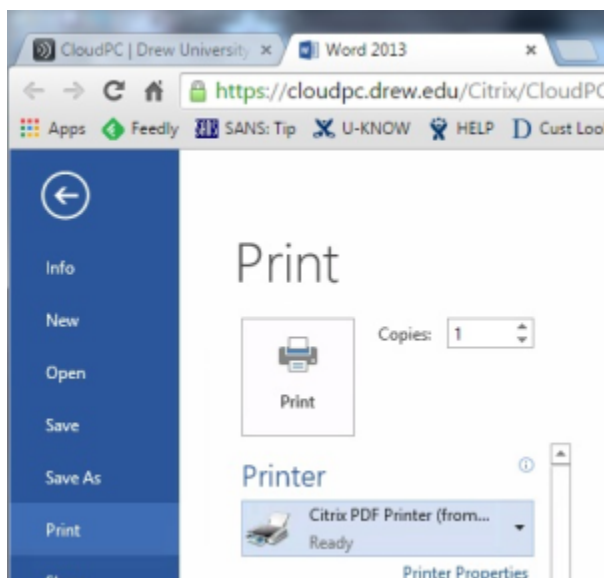 CloudPC | Drew University × Word 2013 ×
https://cloudpc.drew.edu/Citrix/CloudPC
Apps Feedly SANS: Tip U-KNOW HELP D Cust Loo
Info
New
Open
Save
Save As
Print
Print
Copies: 1
Print
Printer
Citrix PDF Printer (from...
Ready
Printer Properties